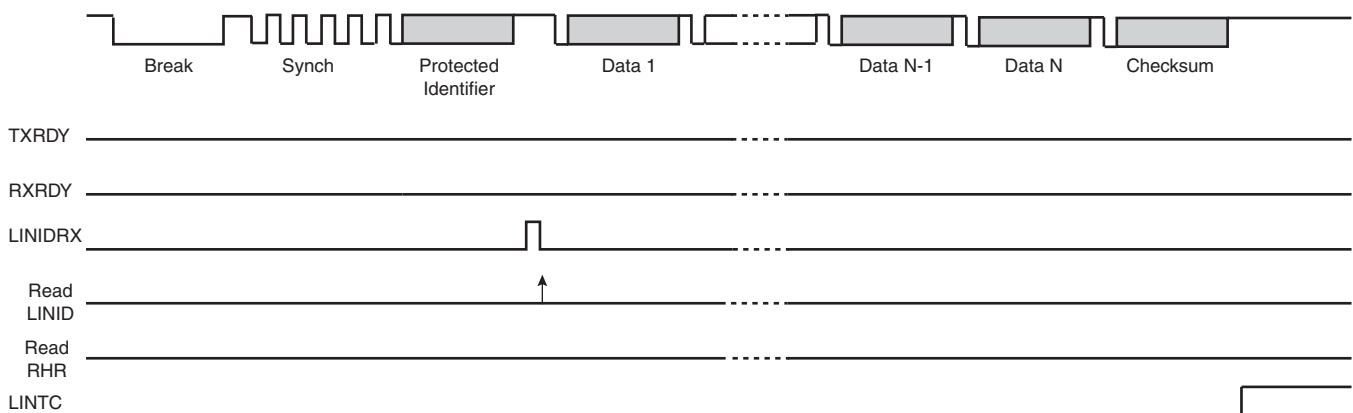 Break
Synch
Protected
Identifier
Data 1
Data N-1
Data N
Checksum
TXRDY
RXRDY
LINIDRX
Read
LINID
Read
RHR
LINTC